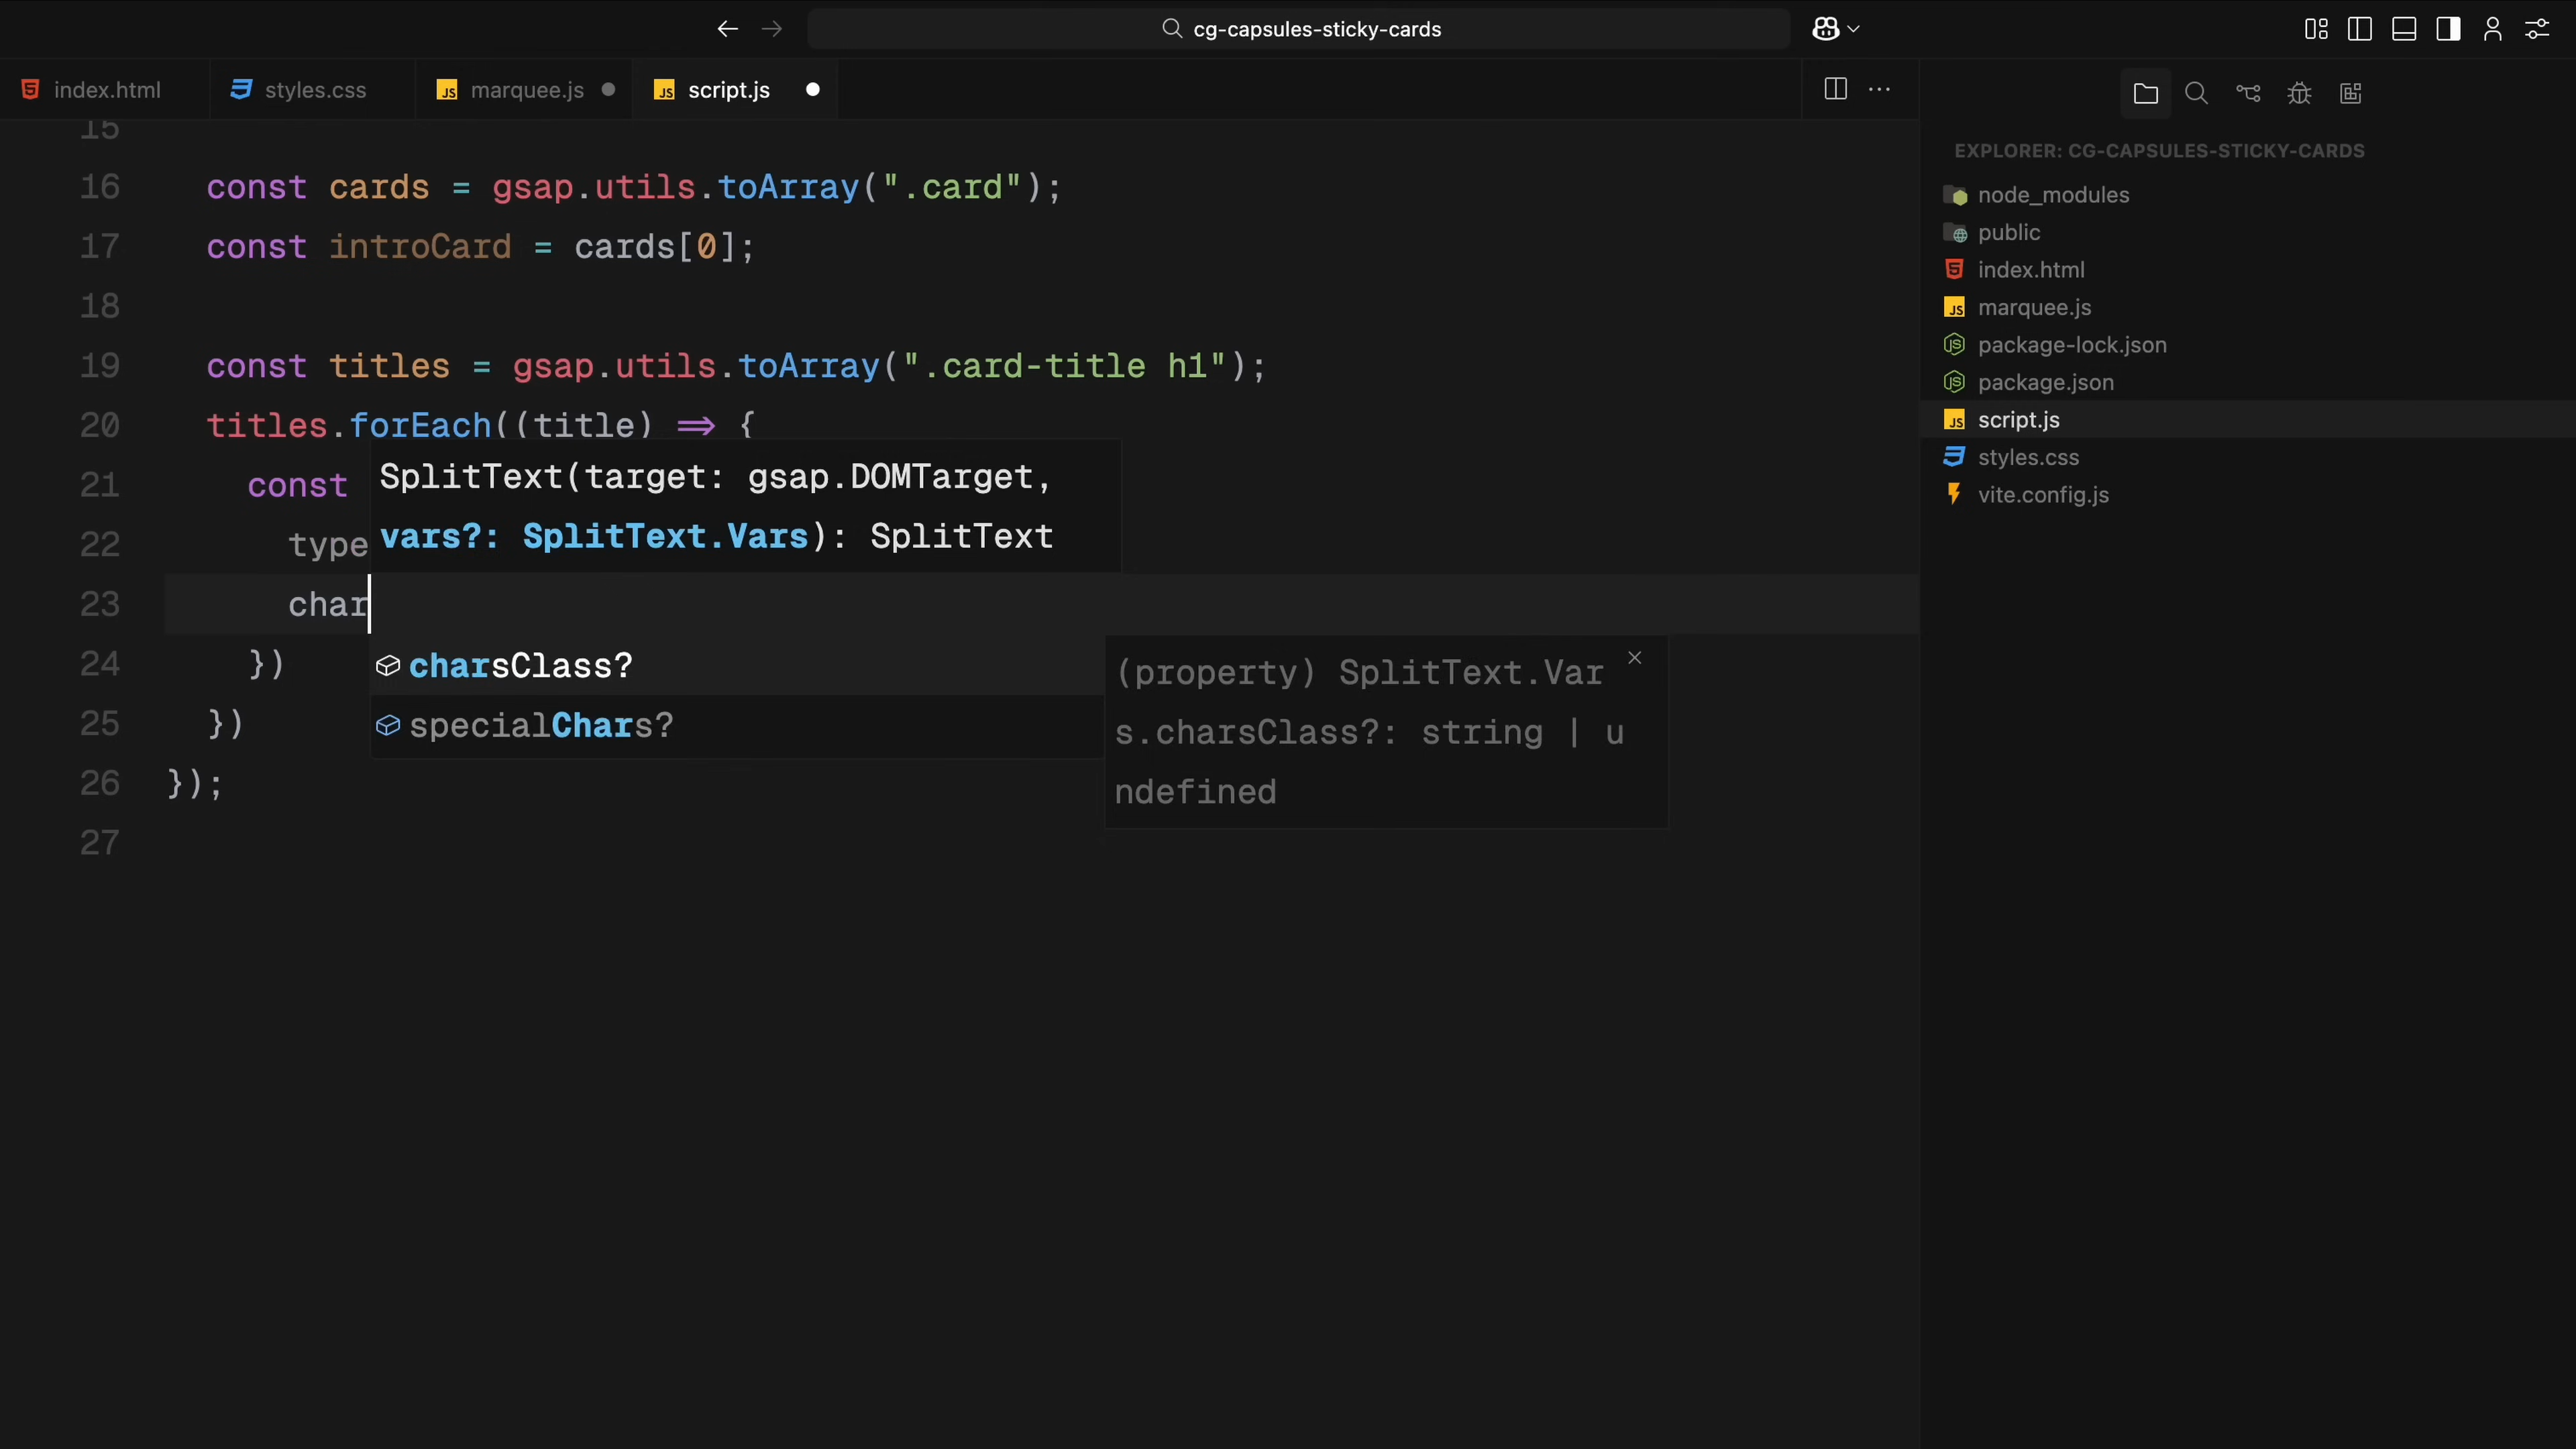 cg-capsules-sticky-cards
index.html
styles.css
marquee.js
script.js
15
16 const cards = gsap.utils.toArray(".card");
17 const introCard = cards[0];
18
19 const titles = gsap.utils.toArray(".card-title h1");
20 titles.forEach((title) => {
21 const
22 type
23 char
24 })
25 })
26 });
27
SplitText(target: gsap.DOMTarget,
vars?: SplitText.Vars): SplitText
charsClass?
specialChars?
(property) SplitText.Var
s.charsClass?: string | u
ndefined
EXPLORER: CG-CAPSULES-STICKY-CARDS
node_modules
public
index.html
marquee.js
package-lock.json
package.json
script.js
styles.css
vite.config.js